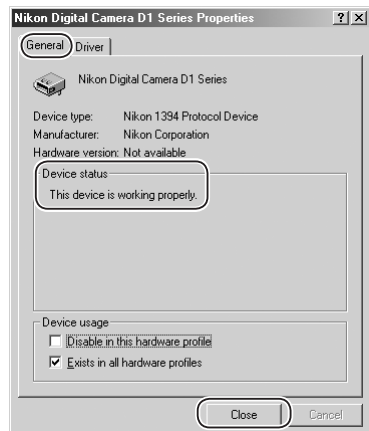 Nikon Digital Camera D1 Series Properties
General Driver
Nikon Digital Camera D1 Series
Device type: Nikon 1394 Protocol Device
Manufacturer: Nikon Corporation
Hardware version: Not available
Device status
This device is working properly.
Device usage
Disable in this hardware profile
Exists in all hardware profiles
Close Cancel